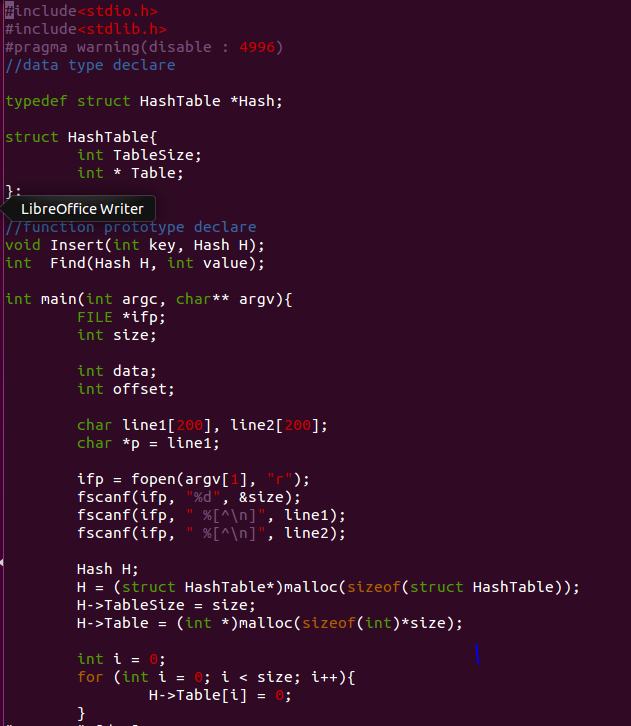 #include<stdio.h>
#include<stdlib.h>
#pragma warning(disable : 4996)
//data type declare
typedef struct HashTable *Hash;
struct HashTable{
        int TableSize;
        int * Table;
};
LibreOffice Writer
//function prototype declare
void Insert(int key, Hash H);
int  Find(Hash H, int value);
int main(int argc, char** argv){
        FILE *ifp;
        int size;
        int data;
        int offset;
        char line1[200], line2[200];
        char *p = line1;
        ifp = fopen(argv[1], "r");
        fscanf(ifp, "%d", &size);
        fscanf(ifp, " %[^\n]", line1);
        fscanf(ifp, " %[^\n]", line2);
        Hash H;
        H = (struct HashTable*)malloc(sizeof(struct HashTable));
        H->TableSize = size;
        H->Table = (int *)malloc(sizeof(int)*size);
        int i = 0;
        for (int i = 0; i < size; i++){
                H->Table[i] = 0;
        }